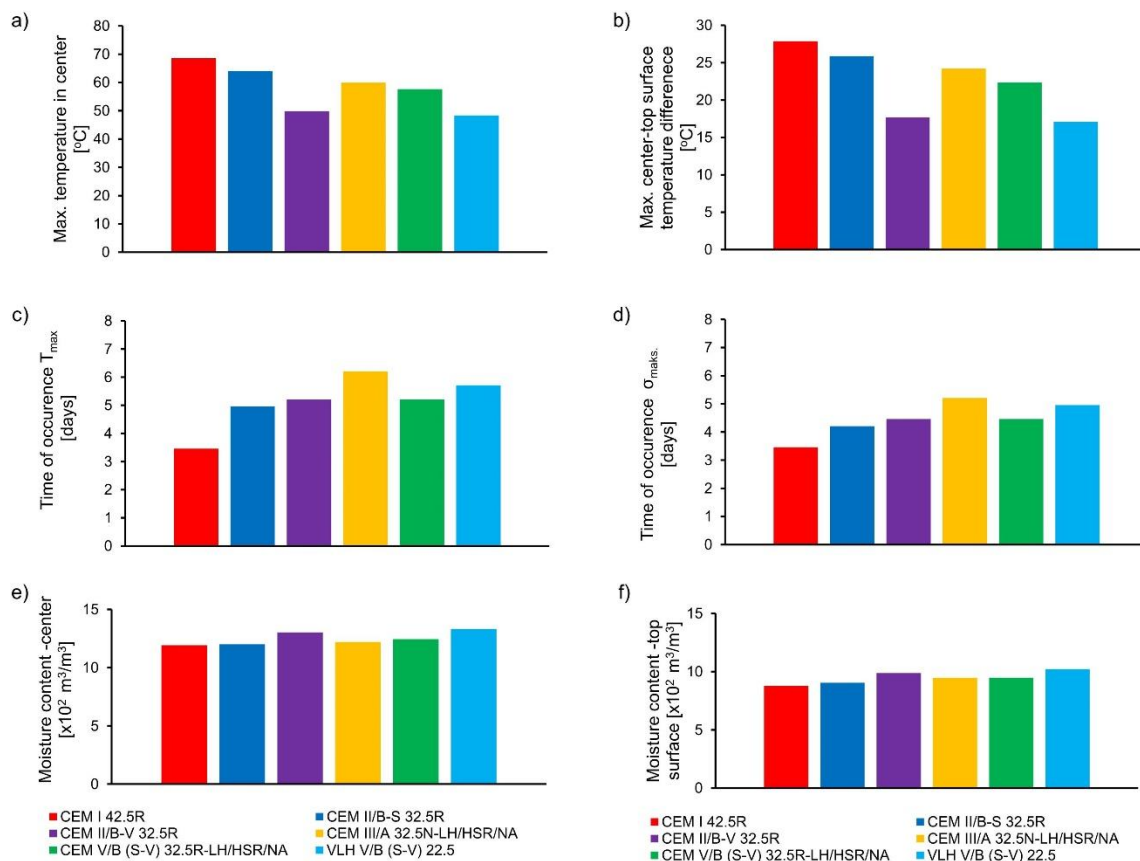 a)
Max. temperature in center
[°C]
80
70
60
50
40
30
20
10
0
b)
Max. center-top surface
temperature differenece
[°C]
30
25
20
15
10
5
0
c)
Time of occurence T_max
[days]
8
7
6
5
4
3
2
1
0
d)
Time of occurence σ_maks.
[days]
8
7
6
5
4
3
2
1
0
e)
Moisture content -center
[x10² m³/m³]
15
10
5
0
f)
Moisture content -top
surface [x10² m³/m³]
15
10
5
0
CEM I 42.5R
CEM II/B-S 32.5R
CEM II/B-V 32.5R
CEM III/A 32.5N-LH/HSR/NA
CEM V/B (S-V) 32.5R-LH/HSR/NA
VLH V/B (S-V) 22.5
CEM I 42.5R
CEM II/B-S 32.5R
CEM II/B-V 32.5R
CEM III/A 32.5N-LH/HSR/NA
CEM V/B (S-V) 32.5R-LH/HSR/NA
VLH V/B (S-V) 22.5